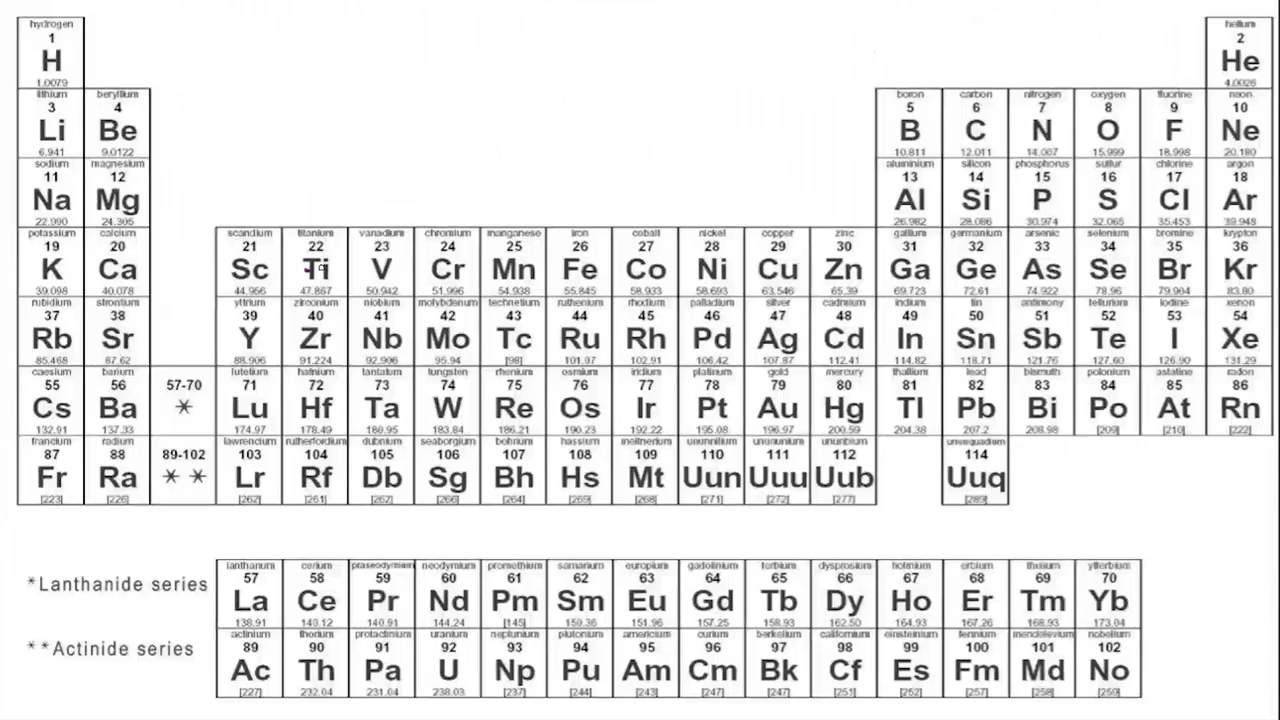 hydrogen helium
1 2
H He
1.0079 4.0026
lithium beryllium boron carbon nitrogen oxygen fluorine neon
3 4 5 6 7 8 9 10
Li Be B C N O F Ne
6.941 9.0122 10.811 12.011 14.007 15.999 18.998 20.180
sodium magnesium aluminium silicon phosphorus sulfur chlorine argon
11 12 13 14 15 16 17 18
Na Mg Al Si P S Cl Ar
22.990 24.305 26.982 28.086 30.974 32.065 35.453 39.948
potassium calcium scandium titanium vanadium chromium manganese iron cobalt nickel copper zinc gallium germanium arsenic selenium bromine krypton
19 20 21 22 23 24 25 26 27 28 29 30 31 32 33 34 35 36
K Ca Sc Ti V Cr Mn Fe Co Ni Cu Zn Ga Ge As Se Br Kr
39.098 40.078 44.956 47.867 50.942 51.996 54.938 55.845 58.933 58.693 63.546 65.39 69.723 72.61 74.922 78.96 79.904 83.80
rubidium strontium yttrium zirconium niobium molybdenum technetium ruthenium rhodium palladium silver cadmium indium tin antimony tellurium iodine xenon
37 38 39 40 41 42 43 44 45 46 47 48 49 50 51 52 53 54
Rb Sr Y Zr Nb Mo Tc Ru Rh Pd Ag Cd In Sn Sb Te I Xe
85.468 87.62 88.906 91.224 92.906 95.94 [98] 101.07 102.91 106.42 107.87 112.41 114.82 118.71 121.76 127.60 126.90 131.29
caesium barium lutetium hafnium tantalum tungsten rhenium osmium iridium platinum gold mercury thallium lead bismuth polonium astatine radon
55 56 57-70 71 72 73 74 75 76 77 78 79 80 81 82 83 84 85 86
Cs Ba * Lu Hf Ta W Re Os Ir Pt Au Hg Tl Pb Bi Po At Rn
132.91 137.33 174.97 178.49 180.95 183.84 186.21 190.23 192.22 195.08 196.97 200.59 204.38 207.2 208.98 [209] [210] [222]
francium radium lawrencium rutherfordium dubnium seaborgium bohrium hassium meitnerium ununnilium unununium ununbium ununquadium
87 88 89-102 103 104 105 106 107 108 109 110 111 112 114
Fr Ra * * Lr Rf Db Sg Bh Hs Mt Uun Uuu Uub Uuq
[223] [226] [262] [261] [262] [266] [264] [269] [268] [271] [272] [277] [289]
lanthanum cerium praseodymium neodymium promethium samarium europium gadolinium terbium dysprosium holmium erbium thulium ytterbium
*Lanthanide series 57 58 59 60 61 62 63 64 65 66 67 68 69 70
La Ce Pr Nd Pm Sm Eu Gd Tb Dy Ho Er Tm Yb
138.91 140.12 140.91 144.24 [145] 150.36 151.96 157.25 158.93 162.50 164.93 167.26 168.93 173.04
actinium thorium protactinium uranium neptunium plutonium americium curium berkelium californium einsteinium fermium mendelevium nobelium
**Actinide series 89 90 91 92 93 94 95 96 97 98 99 100 101 102
Ac Th Pa U Np Pu Am Cm Bk Cf Es Fm Md No
[227] 232.04 231.04 238.03 [237] [244] [243] [247] [247] [251] [252] [257] [258] [259]